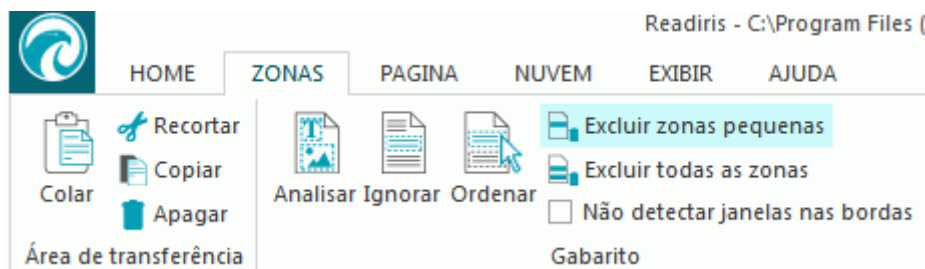 Readiris - C:\Program Files (
HOME ZONAS PAGINA NUVEM EXIBIR AJUDA
Colar
Recortar
Copiar
Apagar
Área de transferência
Analisar Ignorar Ordenar
Excluir zonas pequenas
Excluir todas as zonas
Não detectar janelas nas bordas
Gabarito